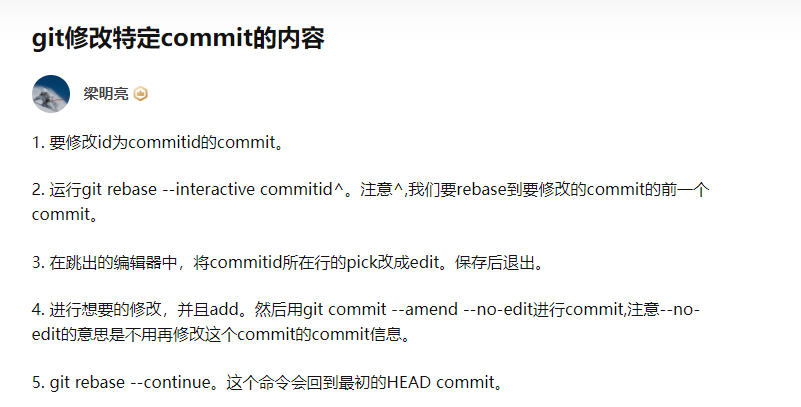 git修改特定commit的内容
梁明亮
1. 要修改id为commitid的commit。
2. 运行git rebase --interactive commitid^。注意^,我们要rebase到要修改的commit的前一个
commit。
3. 在跳出的编辑器中，将commitid所在行的pick改成edit。保存后退出。
4. 进行想要的修改，并且add。然后用git commit --amend --no-edit进行commit,注意--no-
edit的意思是不用再修改这个commit的commit信息。
5. git rebase --continue。这个命令会回到最初的HEAD commit。